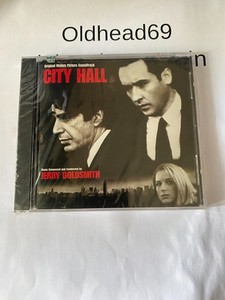 Oldhead69
n
Original Motion Picture Soundtrack
CITY HALL
Music Composed and Conducted by
JERRY GOLDSMITH